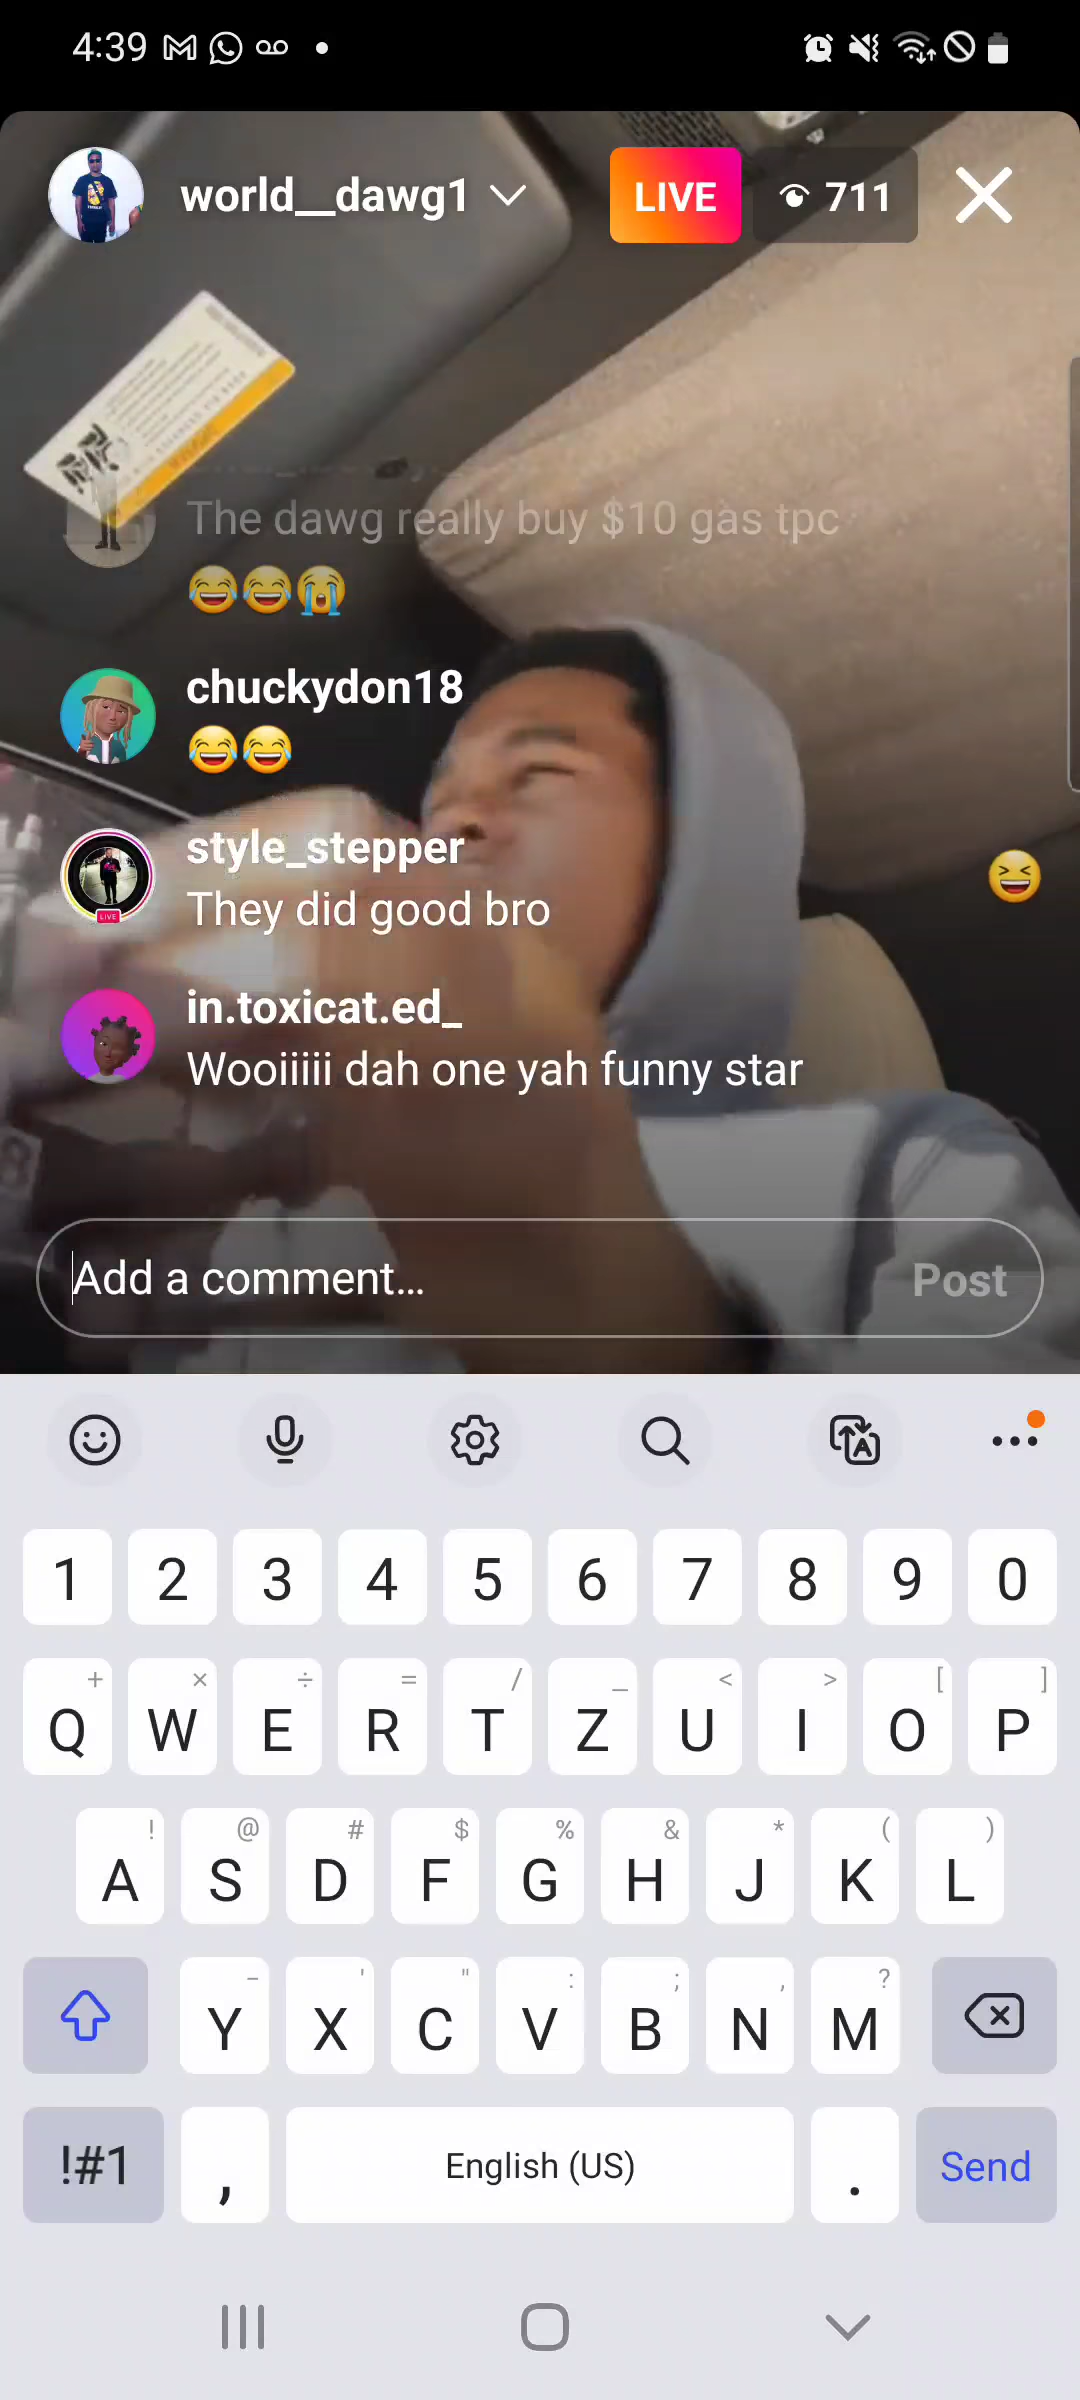 4:39
world__dawg1
LIVE
711
The dawg really buy $10 gas tpc
😂😂😭
chuckydon18
😂😂
style_stepper
LIVE
They did good bro
in.toxicat.ed_
Wooiiiii dah one yah funny star
Add a comment...
Post
1 2 3 4 5 6 7 8 9 0
+ × ÷ = / _ < > [ ]
Q W E R T Z U I O P
! @ # $ % & * ( )
A S D F G H J K L
- ' " : ; , ?
Y X C V B N M
!#1 , English (US) . Send